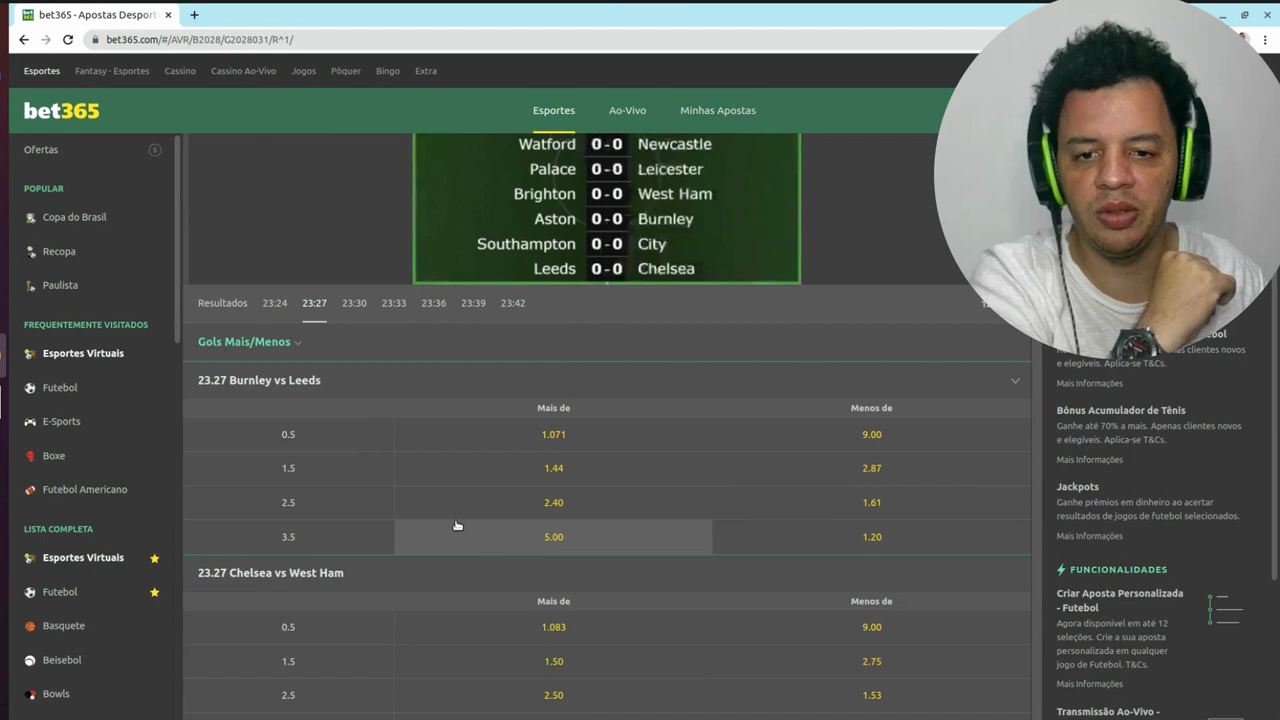 bet365 - Apostas Desport
bet365.com/#/AVR/B2028/G2028031/R^1/
Esportes Fantasy - Esportes Cassino Cassino Ao-Vivo Jogos Pôquer Bingo Extra
bet365
Esportes Ao-Vivo Minhas Apostas
Ofertas
POPULAR
Copa do Brasil
Recopa
Paulista
FREQUENTEMENTE VISITADOS
Esportes Virtuais
Futebol
E-Sports
Boxe
Futebol Americano
LISTA COMPLETA
Esportes Virtuais
Futebol
Basquete
Beisebol
Bowls
Watford 0-0 Newcastle
Palace 0-0 Leicester
Brighton 0-0 West Ham
Aston 0-0 Burnley
Southampton 0-0 City
Leeds 0-0 Chelsea
Resultados 23:24 23:27 23:30 23:33 23:36 23:39 23:42
Gols Mais/Menos
23.27 Burnley vs Leeds
Mais de Menos de
0.5 1.071 9.00
1.5 1.44 2.87
2.5 2.40 1.61
3.5 5.00 1.20
23.27 Chelsea vs West Ham
Mais de Menos de
0.5 1.083 9.00
1.5 1.50 2.75
2.5 2.50 1.53
mais nas vitórias
e elegíveis. Aplica-se T&Cs.
Mais Informações
Bônus Acumulador de Tênis
Ganhe até 70% a mais. Apenas clientes novos
e elegíveis. Aplica-se T&Cs.
Mais Informações
Jackpots
Ganhe prêmios em dinheiro ao acertar
resultados de jogos de futebol selecionados.
Mais Informações
FUNCIONALIDADES
Criar Aposta Personalizada
- Futebol
Agora disponível em até 12
seleções. Crie a sua aposta
personalizada em qualquer
jogo de Futebol. T&Cs.
Mais Informações
Transmissão Ao-Vivo -